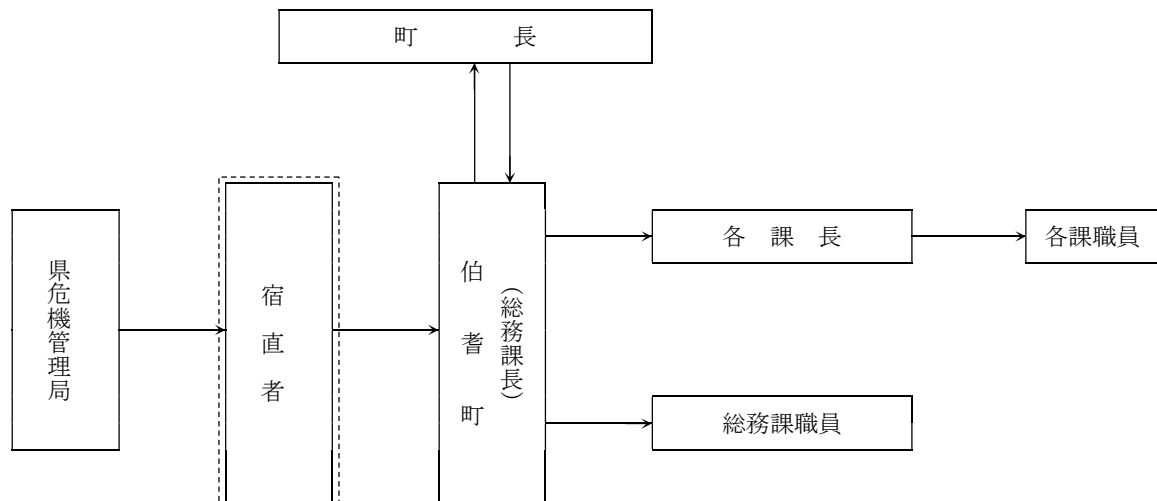 町　　　長
県危機管理局
宿直者
伯耆町
(総務課長)
各　課　長
各課職員
総務課職員